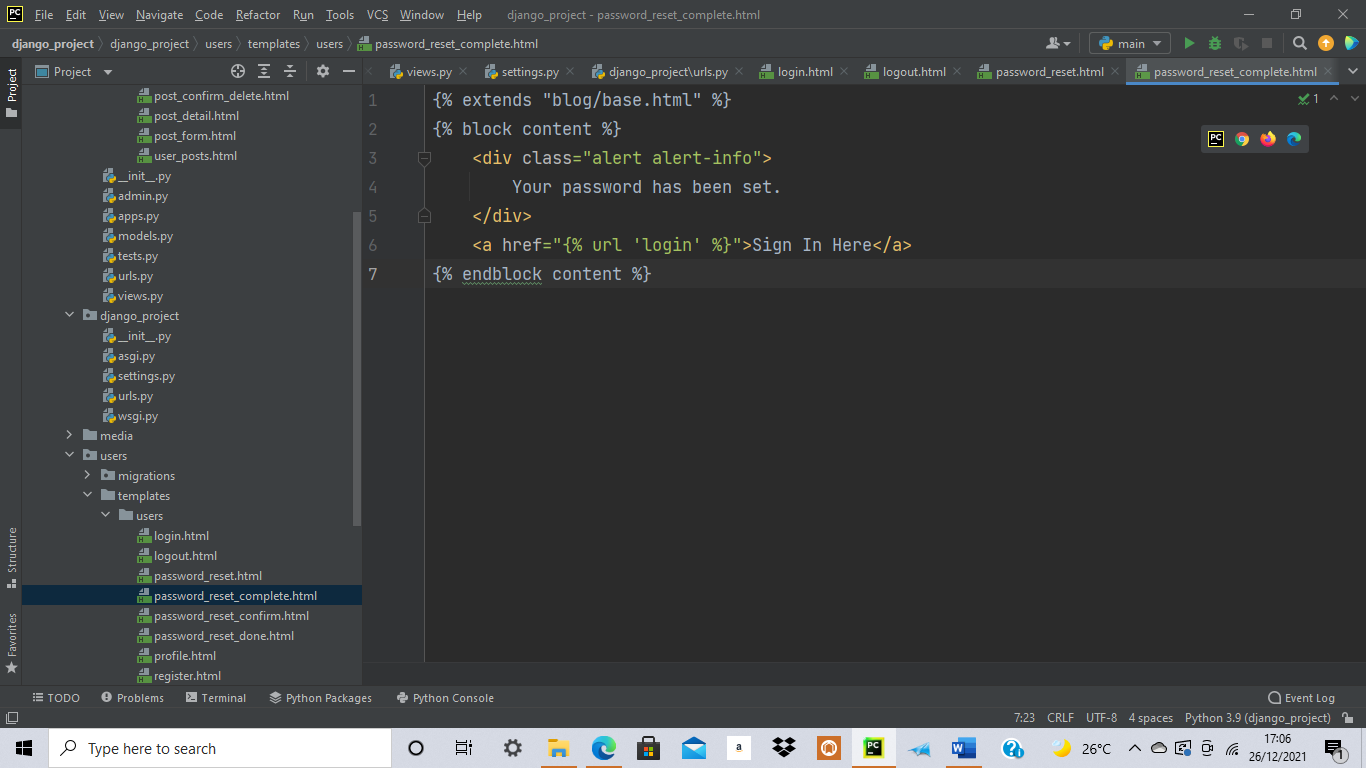 PC File Edit View Navigate Code Refactor Run Tools VCS Window Help django_project - password_reset_complete.html
django_project django_project users templates users password_reset_complete.html main
Project views.py settings.py django_project\urls.py login.html logout.html password_reset.html password_reset_complete.html
Project
post_confirm_delete.html
post_detail.html
post_form.html
user_posts.html
__init__.py
admin.py
apps.py
models.py
tests.py
urls.py
views.py
django_project
__init__.py
asgi.py
settings.py
urls.py
wsgi.py
media
users
migrations
templates
users
login.html
logout.html
password_reset.html
password_reset_complete.html
password_reset_confirm.html
password_reset_done.html
profile.html
register.html
Structure
Favorites
1 {% extends "blog/base.html" %}
2 {% block content %}
3 <div class="alert alert-info">
4 Your password has been set.
5 </div>
6 <a href="{% url 'login' %}">Sign In Here</a>
7 {% endblock content %}
1
PC
TODO Problems Terminal Python Packages Python Console Event Log
7:23 CRLF UTF-8 4 spaces Python 3.9 (django_project)
Type here to search a PC W 26°C 17:06
26/12/2021 1